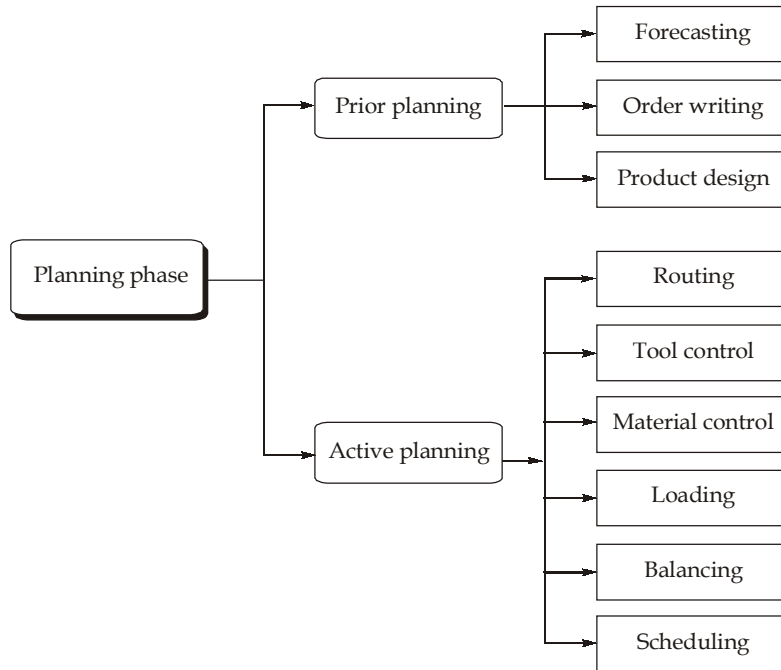 Planning phase
Prior planning
Forecasting
Order writing
Product design
Active planning
Routing
Tool control
Material control
Loading
Balancing
Scheduling